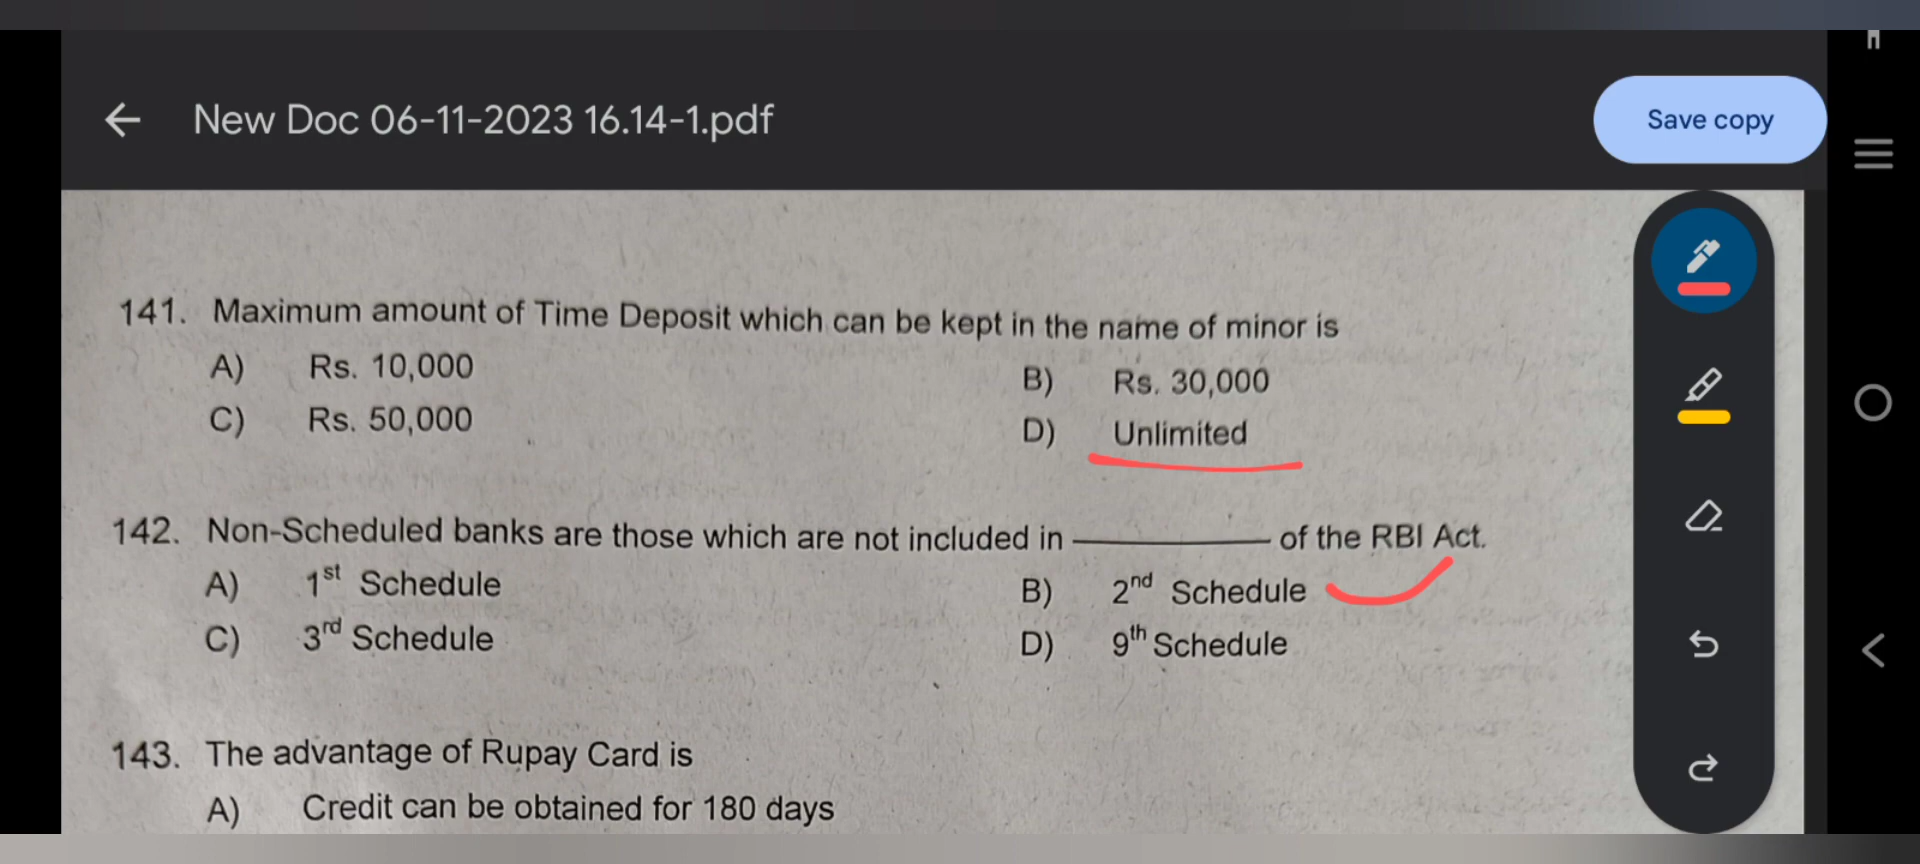 New Doc 06-11-2023 16.14-1.pdf
Save copy
141. Maximum amount of Time Deposit which can be kept in the name of minor is
A) Rs. 10,000 B) Rs. 30,000
C) Rs. 50,000 D) Unlimited
142. Non-Scheduled banks are those which are not included in __________ of the RBI Act.
A) 1st Schedule B) 2nd Schedule
C) 3rd Schedule D) 9th Schedule
143. The advantage of Rupay Card is
A) Credit can be obtained for 180 days